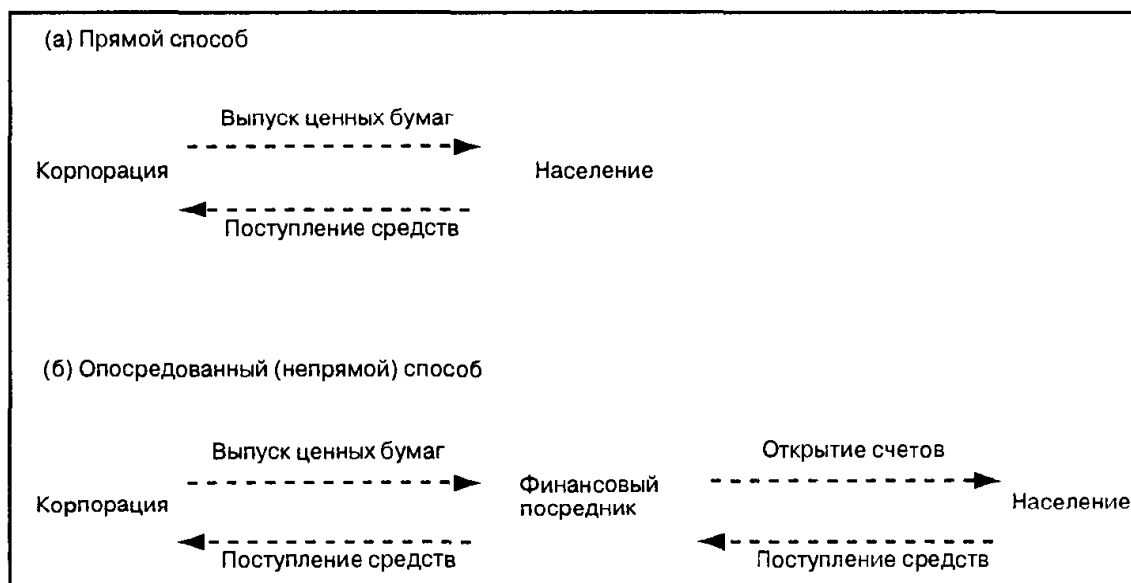 (а) Прямой способ
Выпуск ценных бумаг
Корпорация
Население
Поступление средств
(б) Опосредованный (непрямой) способ
Выпуск ценных бумаг
Открытие счетов
Корпорация
Финансовый
посредник
Население
Поступление средств
Поступление средств